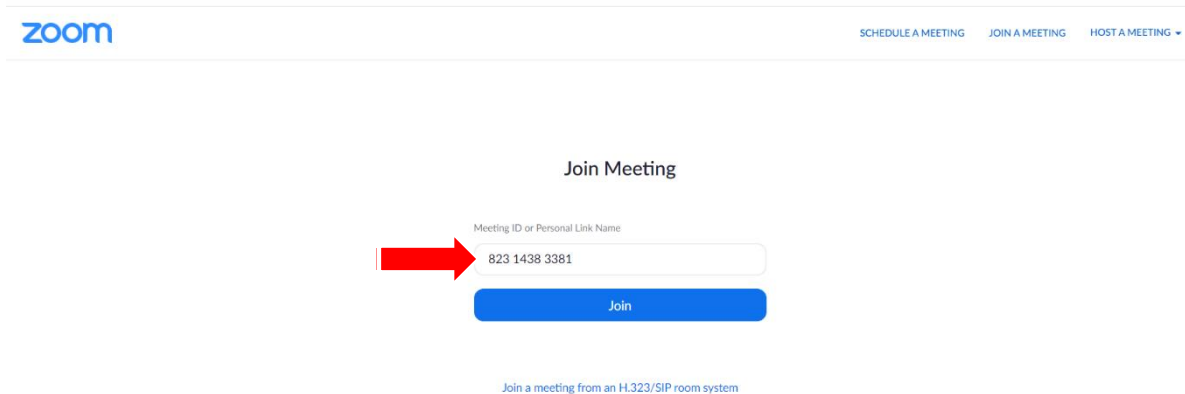 zoom
SCHEDULE A MEETING JOIN A MEETING HOST A MEETING
Join Meeting
Meeting ID or Personal Link Name
823 1438 3381
Join
Join a meeting from an H.323/SIP room system